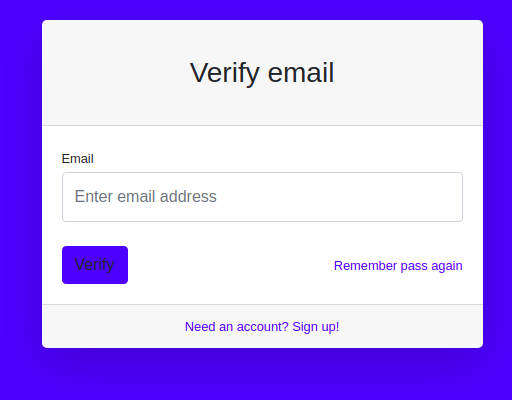 Verify email
Email
Enter email address
Verify
Remember pass again
Need an account? Sign up!